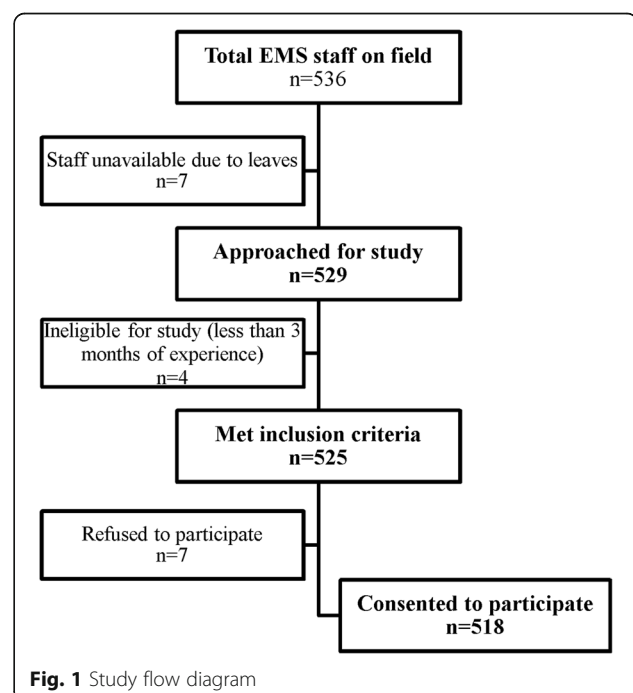 Total EMS staff on field
n=536
Staff unavailable due to leaves
n=7
Approached for study
n=529
Ineligible for study (less than 3
months of experience)
n=4
Met inclusion criteria
n=525
Refused to participate
n=7
Consented to participate
n=518
Fig. 1 Study flow diagram